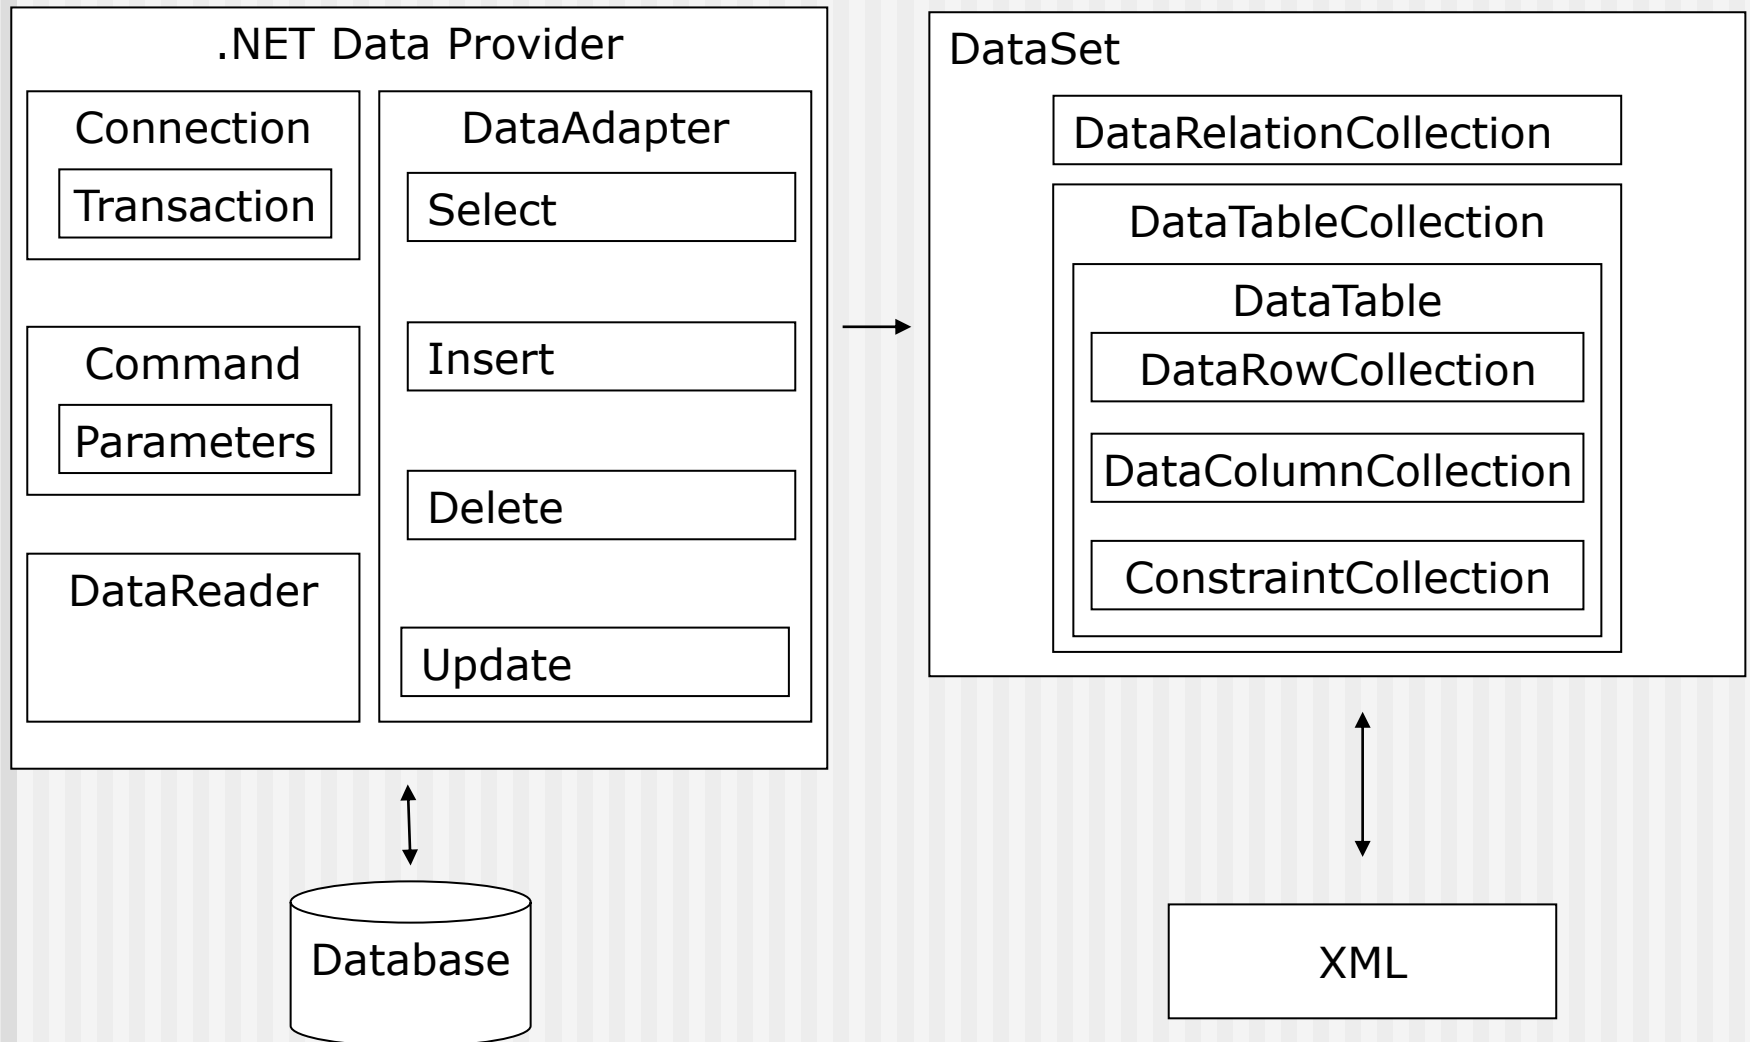 .NET Data Provider
Connection
Transaction
Command
Parameters
DataReader
DataAdapter
Select
Insert
Delete
Update
Database
DataSet
DataRelationCollection
DataTableCollection
DataTable
DataRowCollection
DataColumnCollection
ConstraintCollection
XML